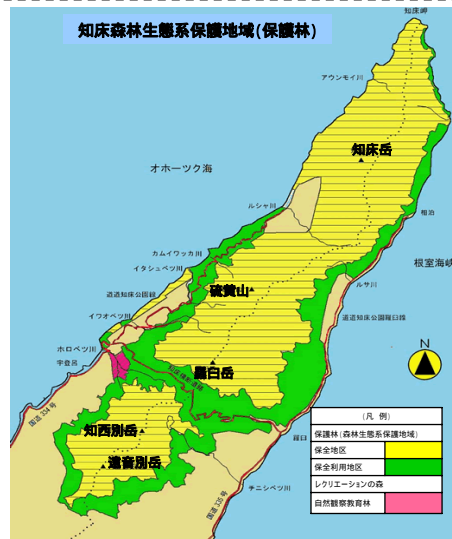 知床森林生態系保護地域(保護林)
知床岬
アウンモイ川
知床岳
オホーツク海
ルシャ川
相泊
カムイワッカ川
根室海峡
イタシュベツ川
ルサ川
硫黄山
道道知床公園線
道道知床公園羅臼線
イワオベツ川
ホロベツ川
羅臼岳
N
宇登呂
知床横断道路
国道334号
(凡 例)
知西別岳
羅臼
保護林(森林生態系保護地域)
保全地区
遠音別岳
保全利用地区
チニシベツ川
レクリエーションの森
国道335号
自然観察教育林